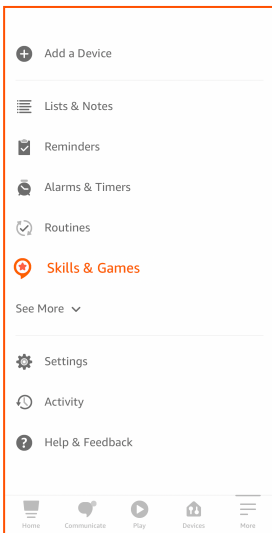 Add a Device
Lists & Notes
Reminders
Alarms & Timers
Routines
Skills & Games
See More
Settings
Activity
Help & Feedback
Home Communicate Play Devices More